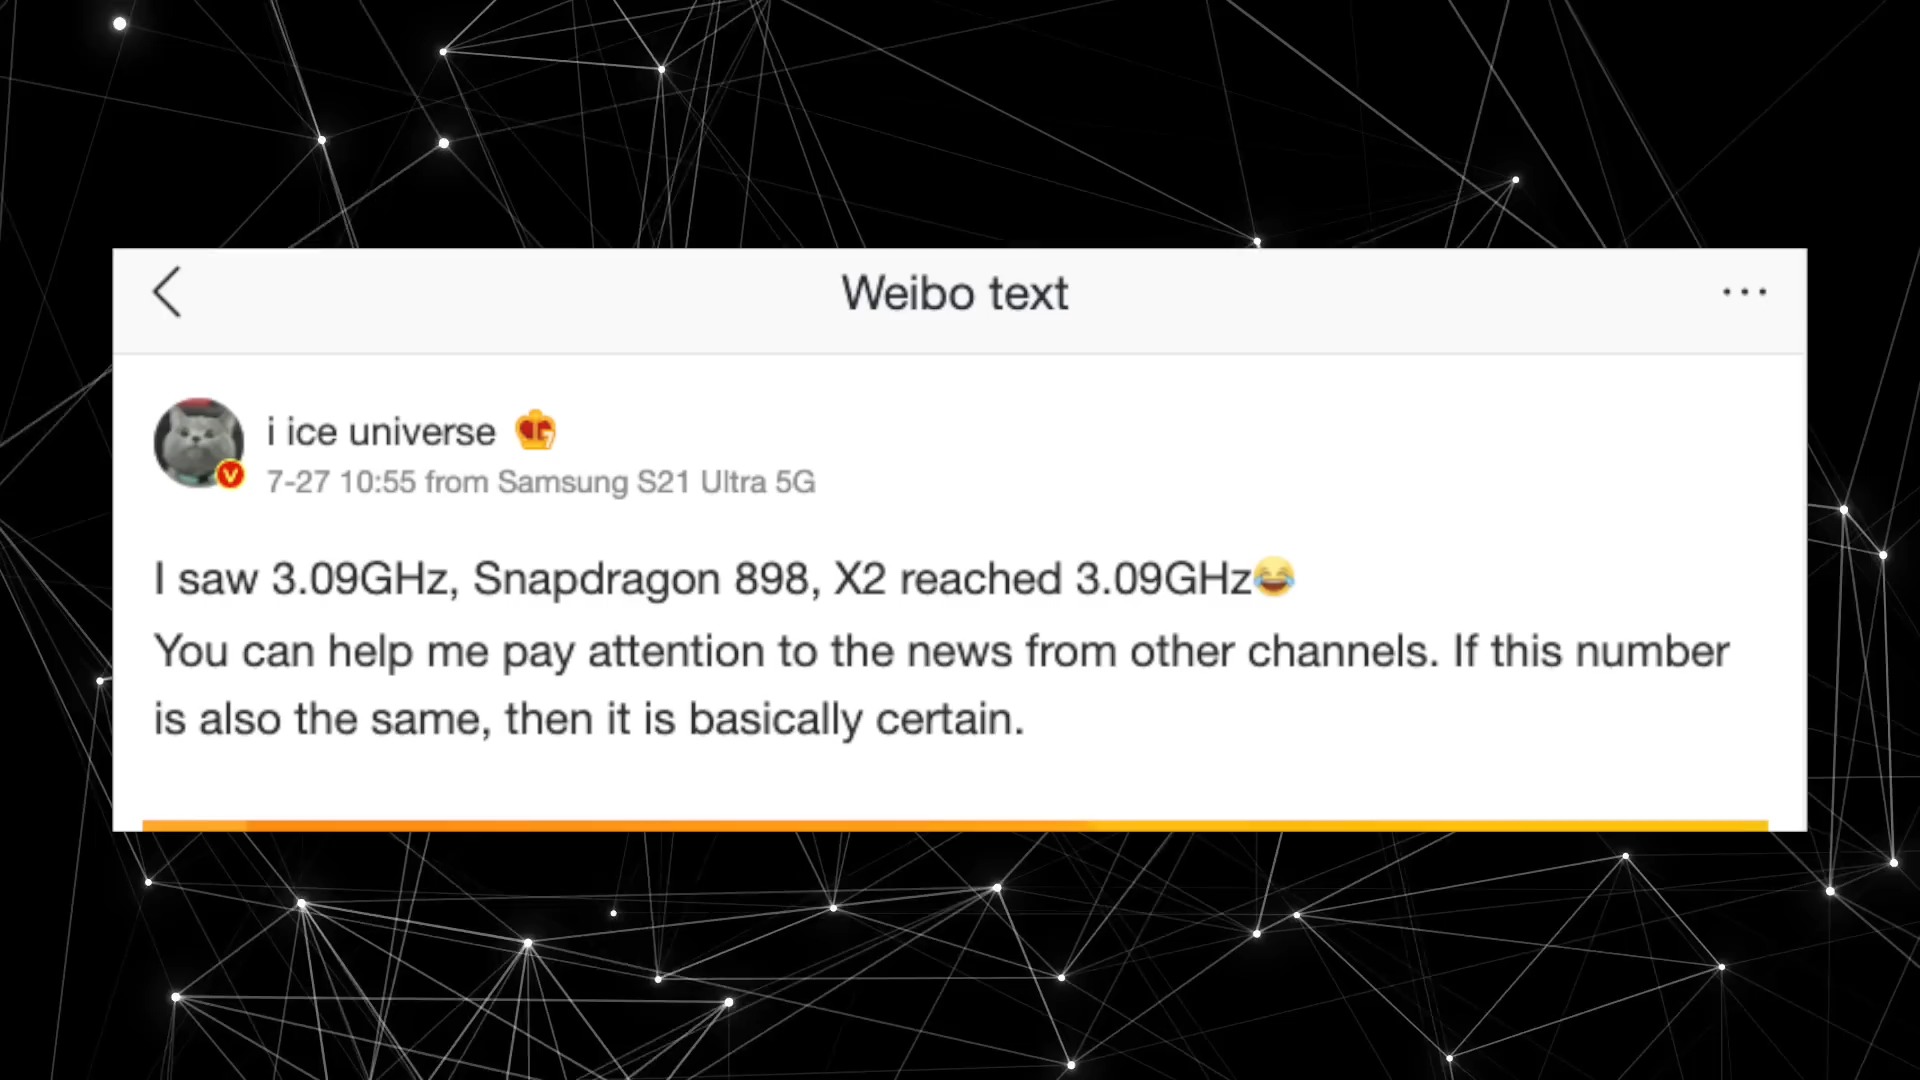 Weibo text
i ice universe
7-27 10:55 from Samsung S21 Ultra 5G
I saw 3.09GHz, Snapdragon 898, X2 reached 3.09GHz😂
You can help me pay attention to the news from other channels. If this number
is also the same, then it is basically certain.